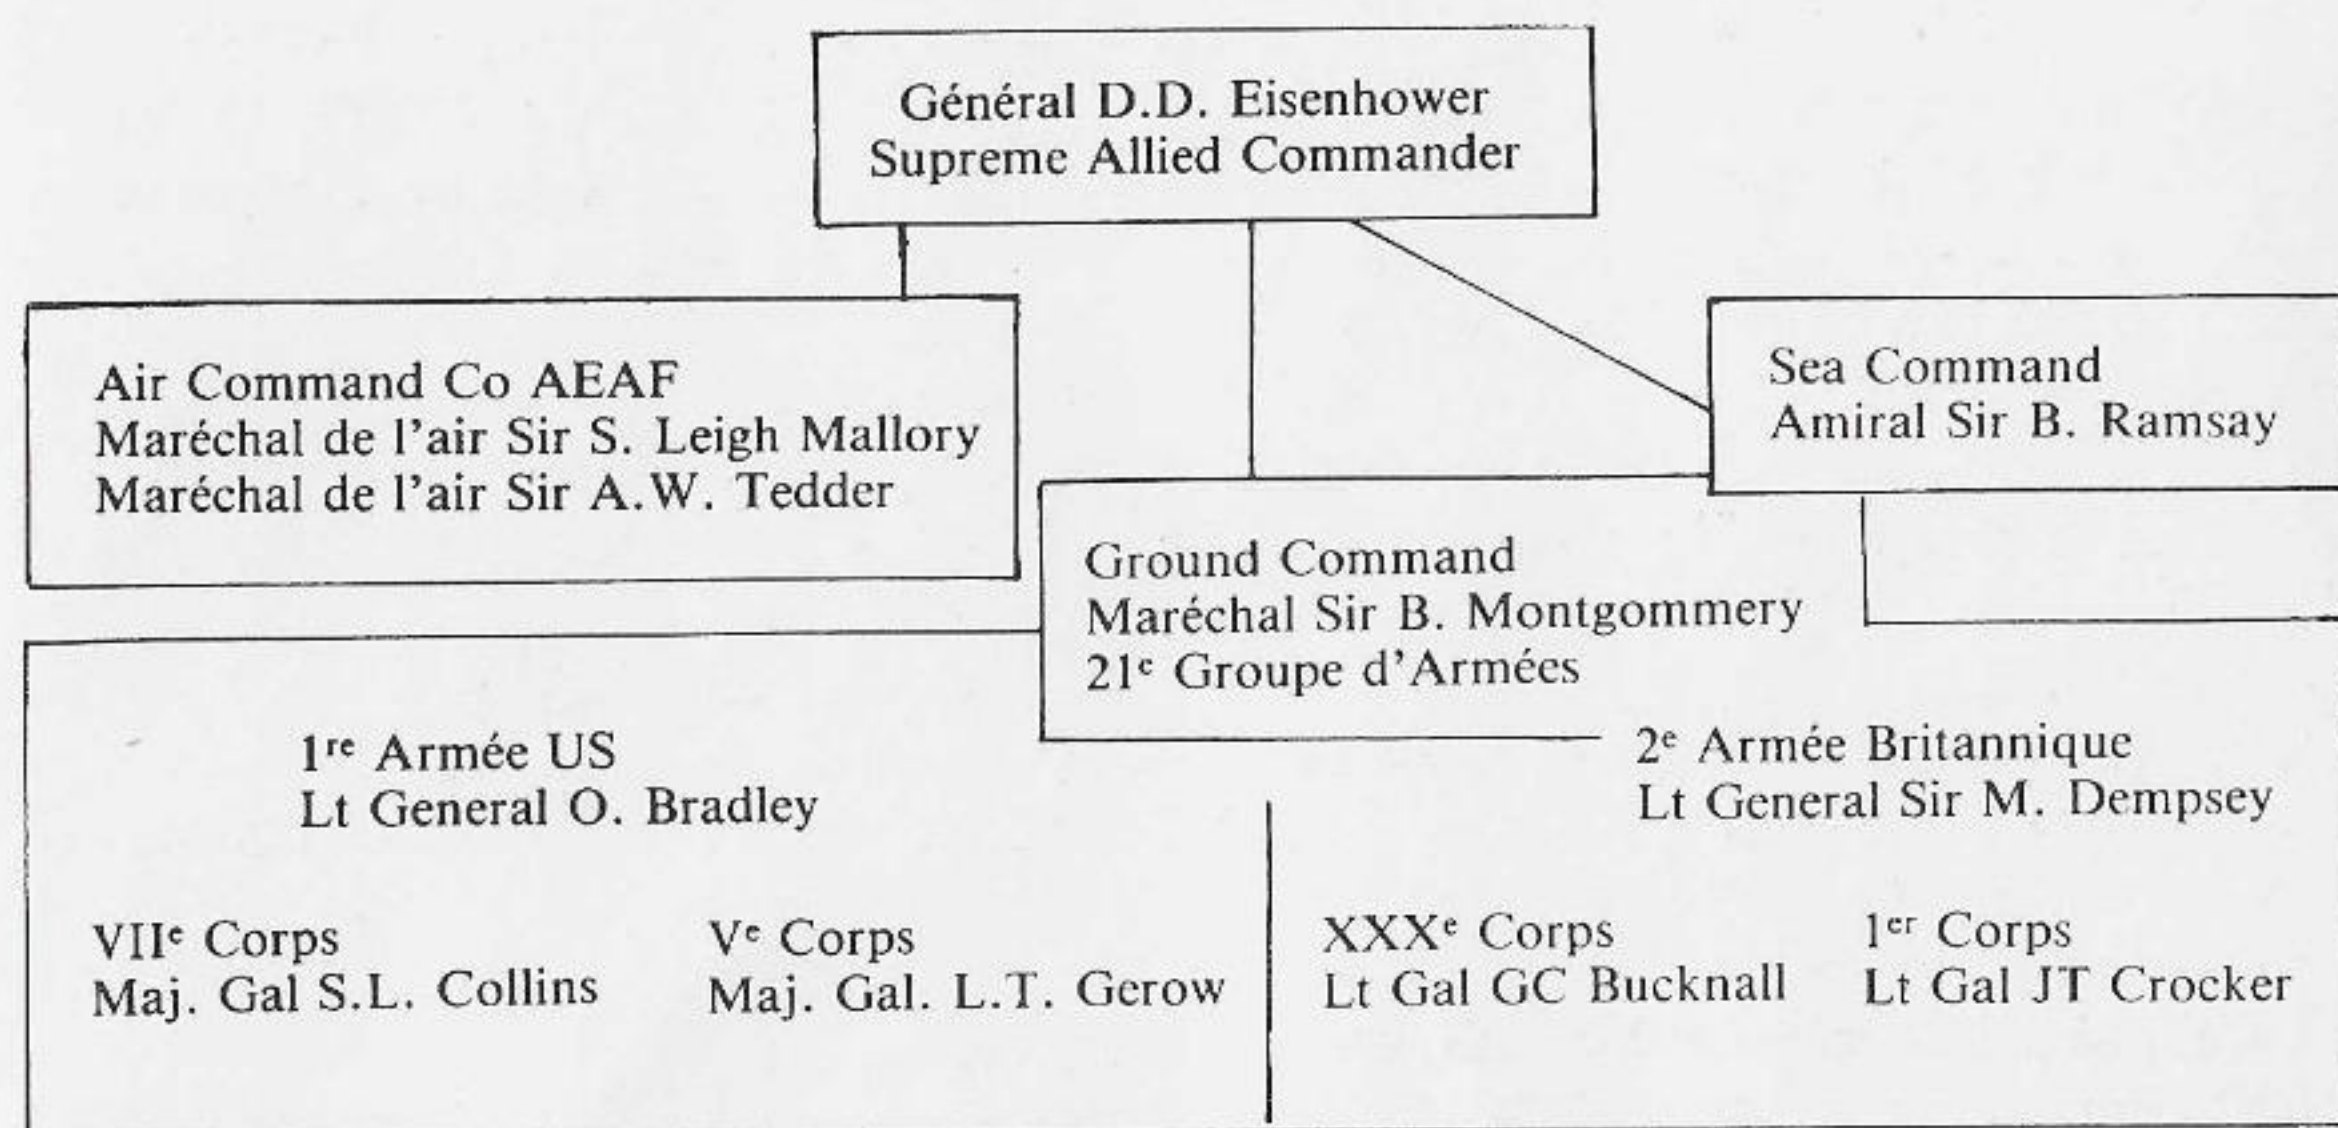 Général D.D. Eisenhower
Supreme Allied Commander
Air Command Co AEAF
Maréchal de l'air Sir S. Leigh Mallory
Maréchal de l'air Sir A.W. Tedder
Sea Command
Amiral Sir B. Ramsay
Ground Command
Maréchal Sir B. Montgommery
21e Groupe d'Armées
1re Armée US
Lt General O. Bradley
2e Armée Britannique
Lt General Sir M. Dempsey
VIIe Corps
Maj. Gal S.L. Collins
Ve Corps
Maj. Gal. L.T. Gerow
XXXe Corps
Lt Gal GC Bucknall
1er Corps
Lt Gal JT Crocker